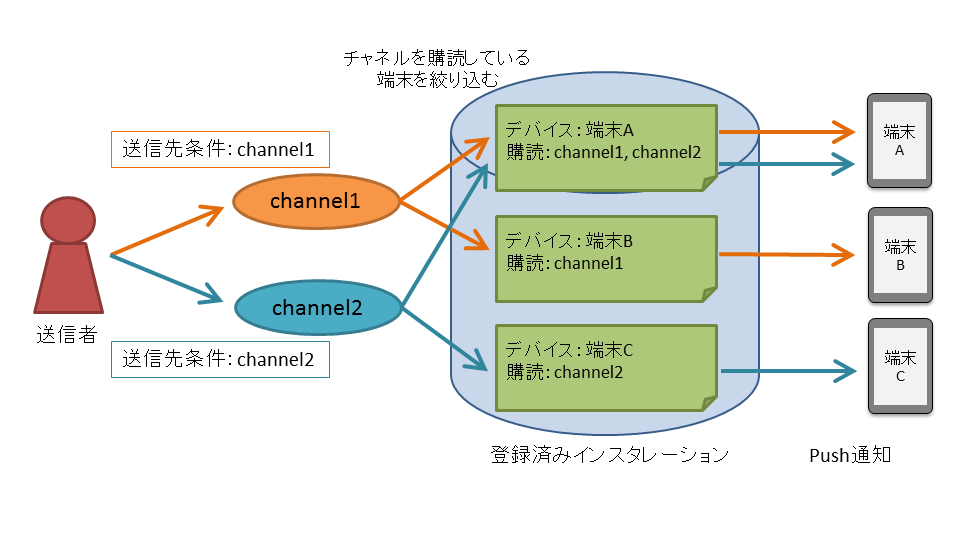 チャネルを購読している
端末を絞り込む
送信先条件：channel1
channel1
channel2
送信者
送信先条件：channel2
デバイス：端末A
購読：channel1, channel2
デバイス：端末B
購読：channel1
デバイス：端末C
購読：channel2
登録済みインスタレーション
端末
A
端末
B
端末
C
Push通知